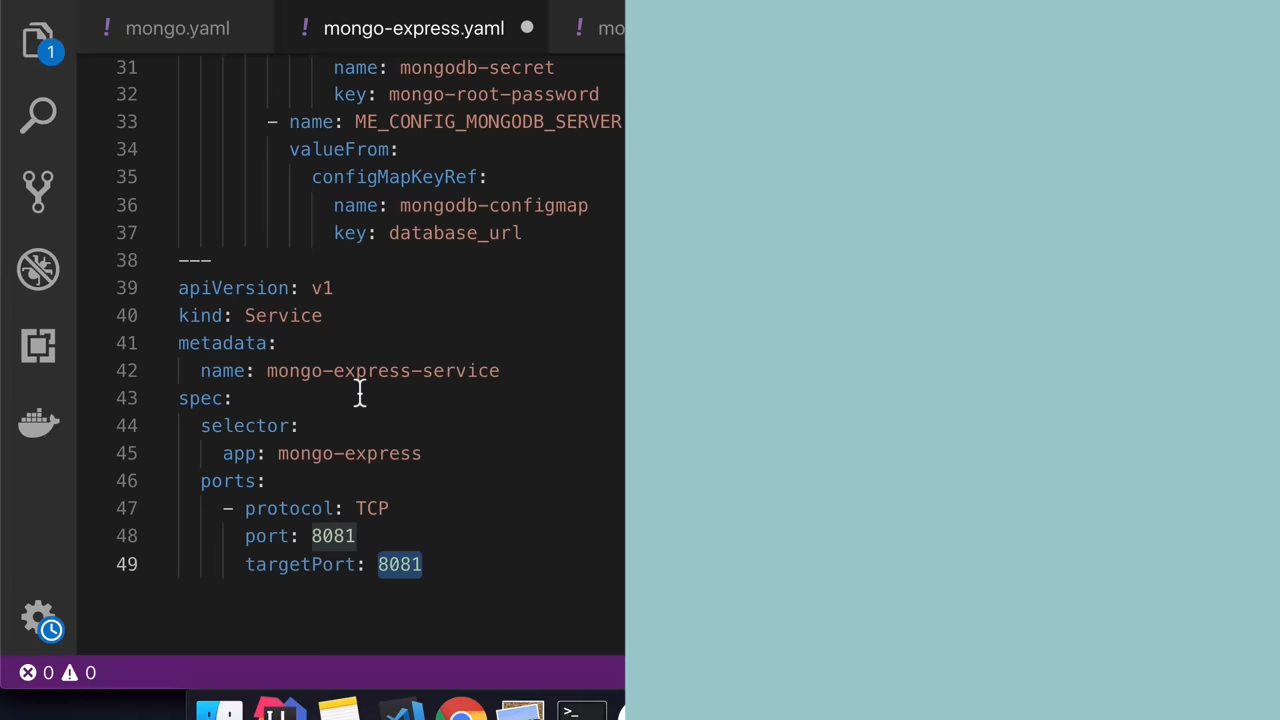 1
! mongo.yaml
! mongo-express.yaml
! mo
31 name: mongodb-secret
32 key: mongo-root-password
33 - name: ME_CONFIG_MONGODB_SERVER
34 valueFrom:
35 configMapKeyRef:
36 name: mongodb-configmap
37 key: database_url
38 ---
39 apiVersion: v1
40 kind: Service
41 metadata:
42 name: mongo-express-service
43 spec:
44 selector:
45 app: mongo-express
46 ports:
47 - protocol: TCP
48 port: 8081
49 targetPort: 8081
0 0
>_